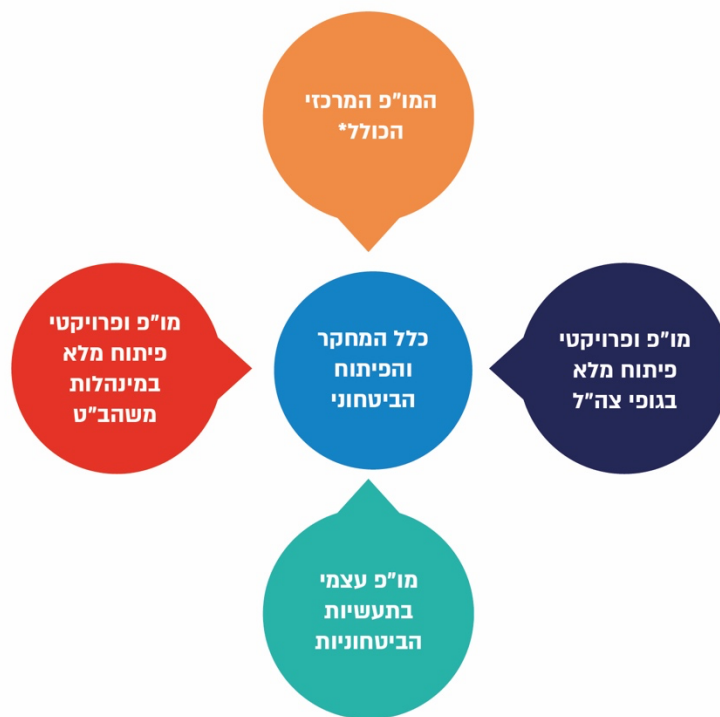 המו"פ המרכזי
הכולל*
מו"פ ופרויקטי
פיתוח מלא
בגופי צה"ל
כלל המחקר
והפיתוח
הביטחוני
מו"פ ופרויקטי
פיתוח מלא
במינהלות
משהב"ט
מו"פ עצמי
בתעשיות
הביטחוניות